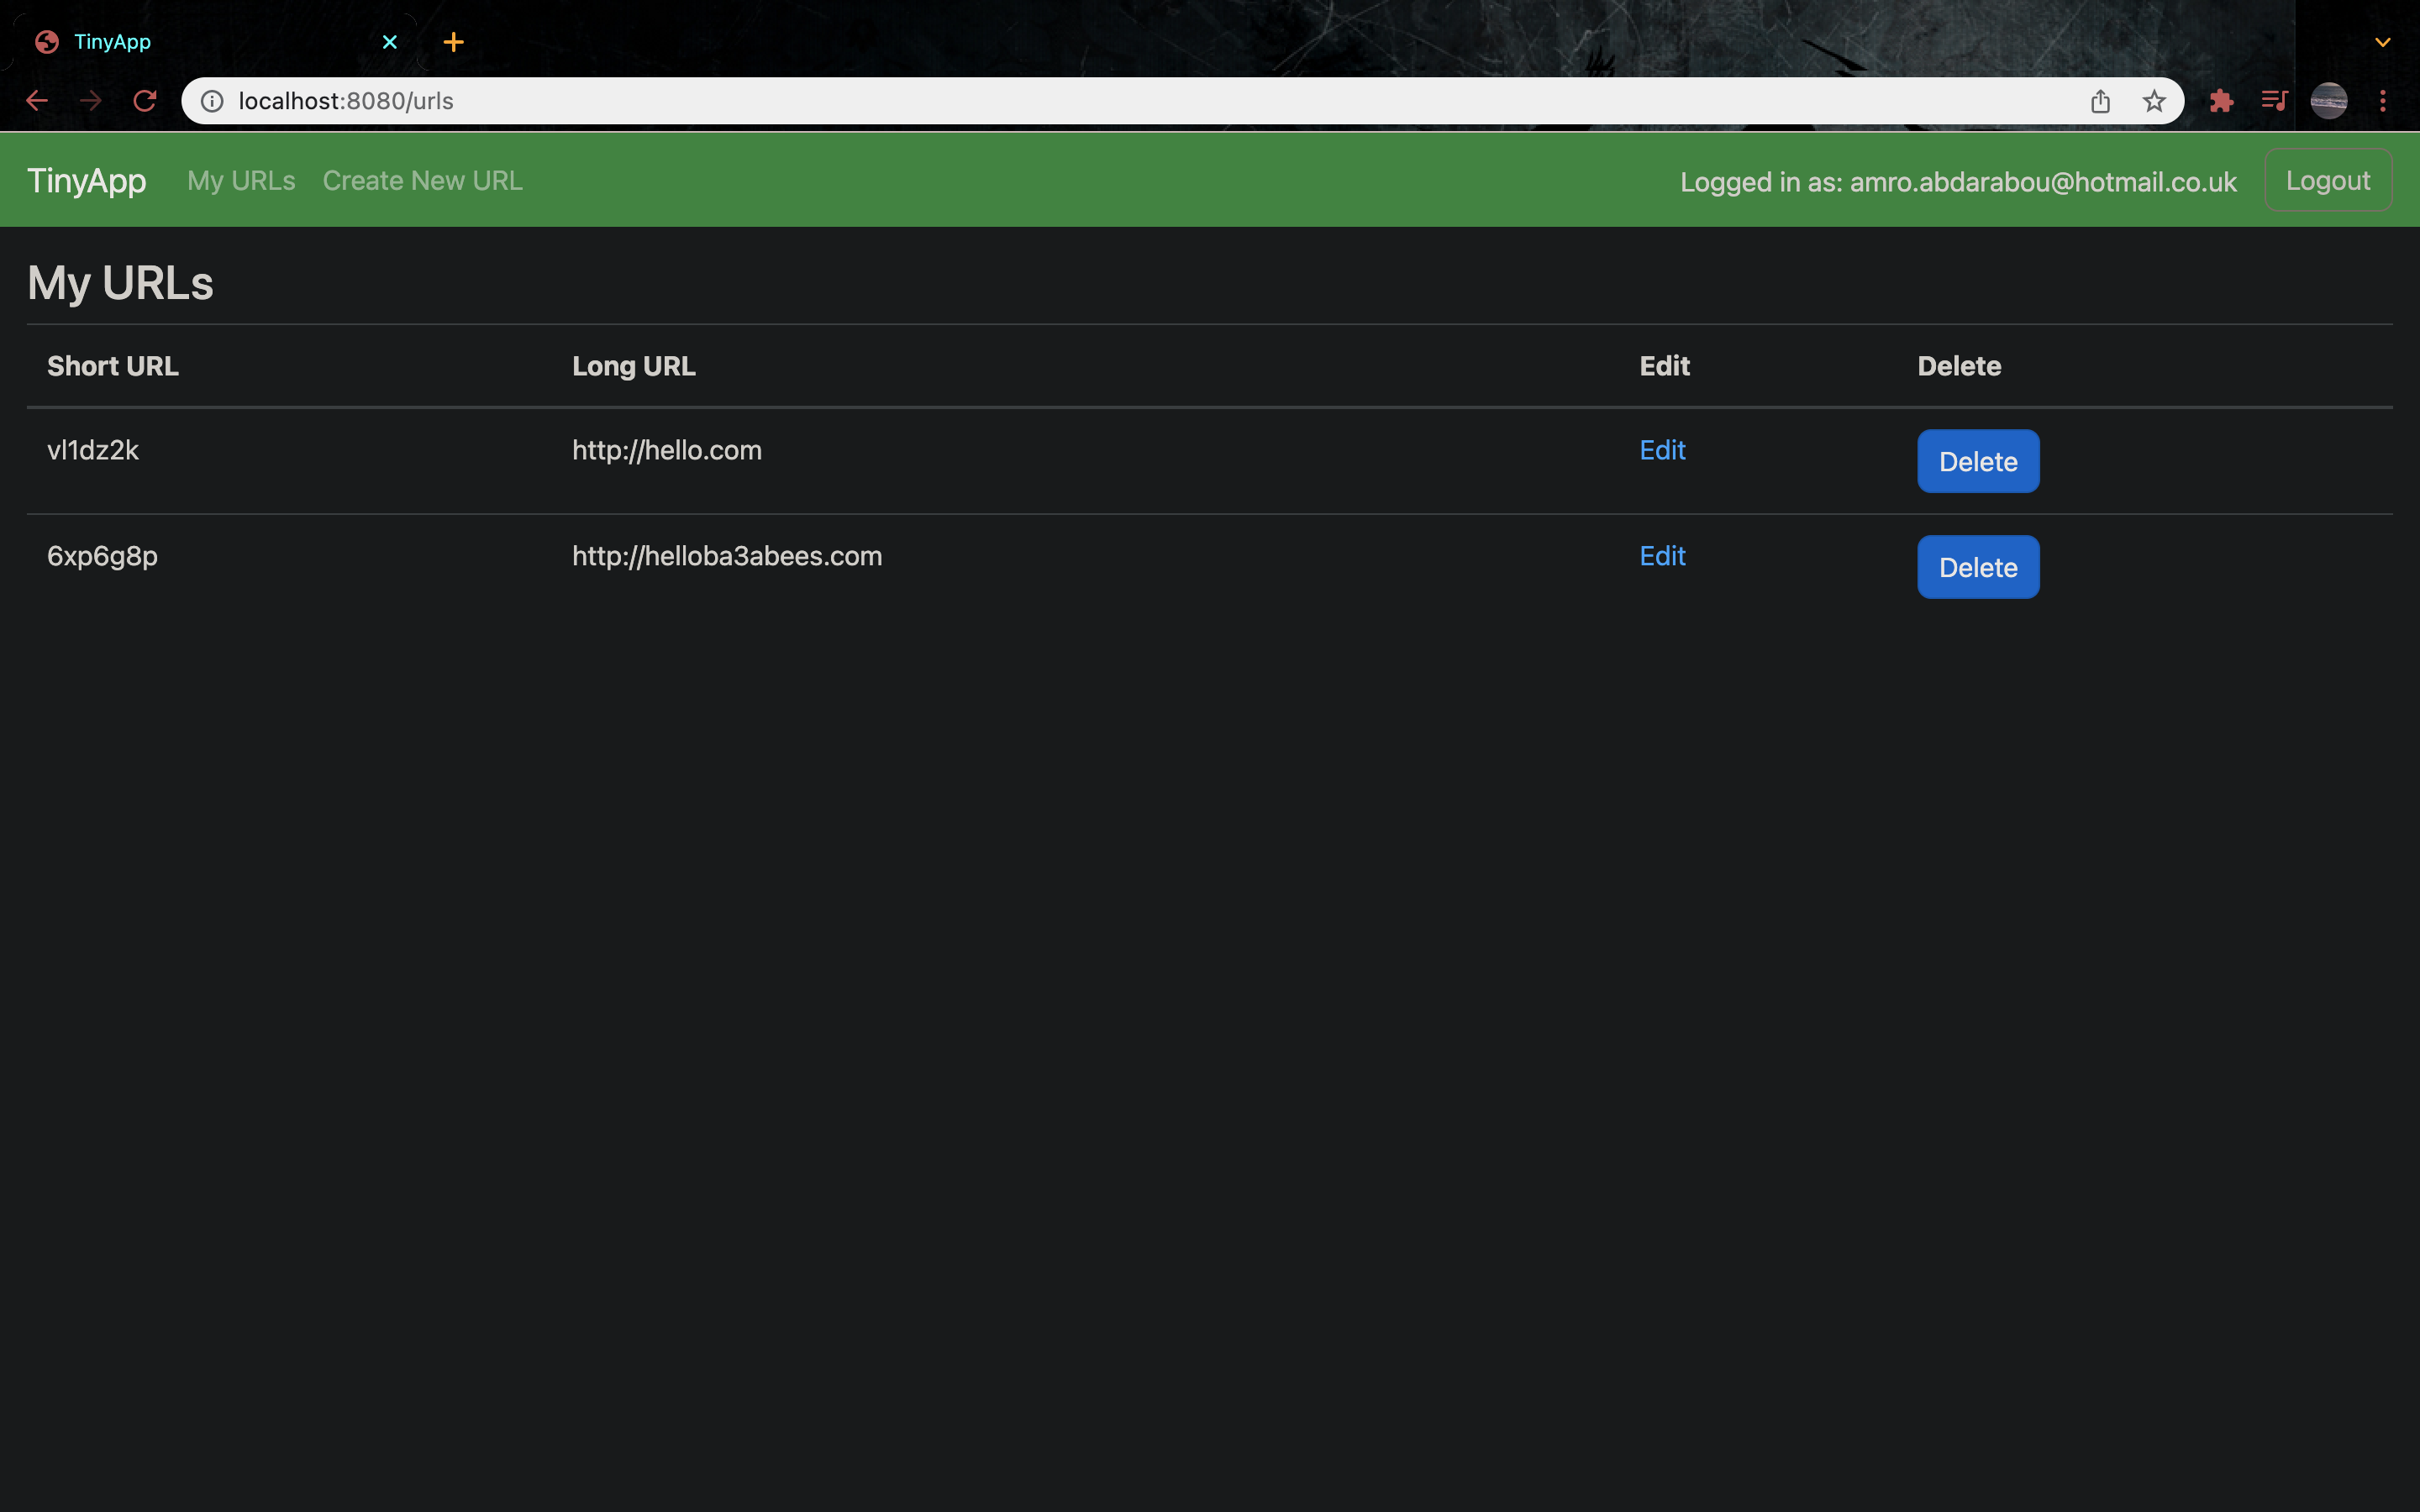 TinyApp
localhost:8080/urls
TinyApp My URLs Create New URL Logged in as: amro.abdarabou@hotmail.co.uk Logout
My URLs
Short URL Long URL Edit Delete
vl1dz2k http://hello.com Edit Delete
6xp6g8p http://helloba3abees.com Edit Delete